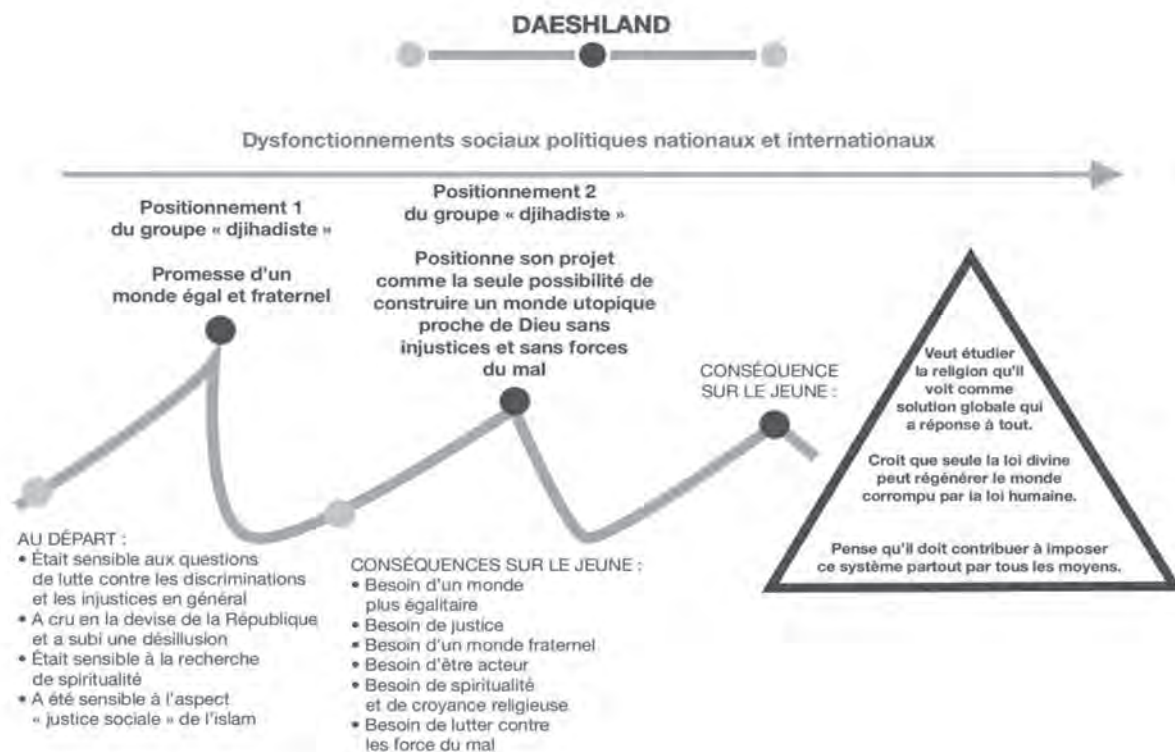 DAESHLAND
Dysfonctionnements sociaux politiques nationaux et internationaux
Positionnement 1
du groupe « djihadiste »
Promesse d'un
monde égal et fraternel
Positionnement 2
du groupe « djihadiste »
Positionne son projet
comme la seule possibilité de
construire un monde utopique
proche de Dieu sans
injustices et sans forces
du mal
CONSÉQUENCE
SUR LE JEUNE :
Veut étudier
la religion qu'il
voit comme
solution globale qui
a réponse à tout.
Croit que seule la loi divine
peut régénérer le monde
corrompu par la loi humaine.
Pense qu'il doit contribuer à imposer
ce système partout par tous les moyens.
AU DÉPART :
• Était sensible aux questions
de lutte contre les discriminations
et les injustices en général
• A cru en la devise de la République
et a subi une désillusion
• Était sensible à la recherche
de spiritualité
• A été sensible à l'aspect
« justice sociale » de l'islam
CONSÉQUENCES SUR LE JEUNE :
• Besoin d'un monde
plus égalitaire
• Besoin de justice
• Besoin d'un monde fraternel
• Besoin d'être acteur
• Besoin de spiritualité
et de croyance religieuse
• Besoin de lutter contre
les force du mal